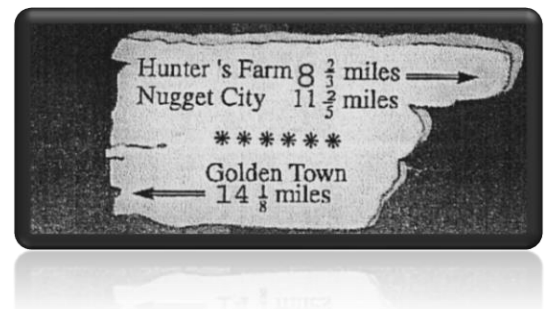 Hunter 's Farm 8 2/3 miles
Nugget City 11 2/5 miles
******
Golden Town
14 1/8 miles